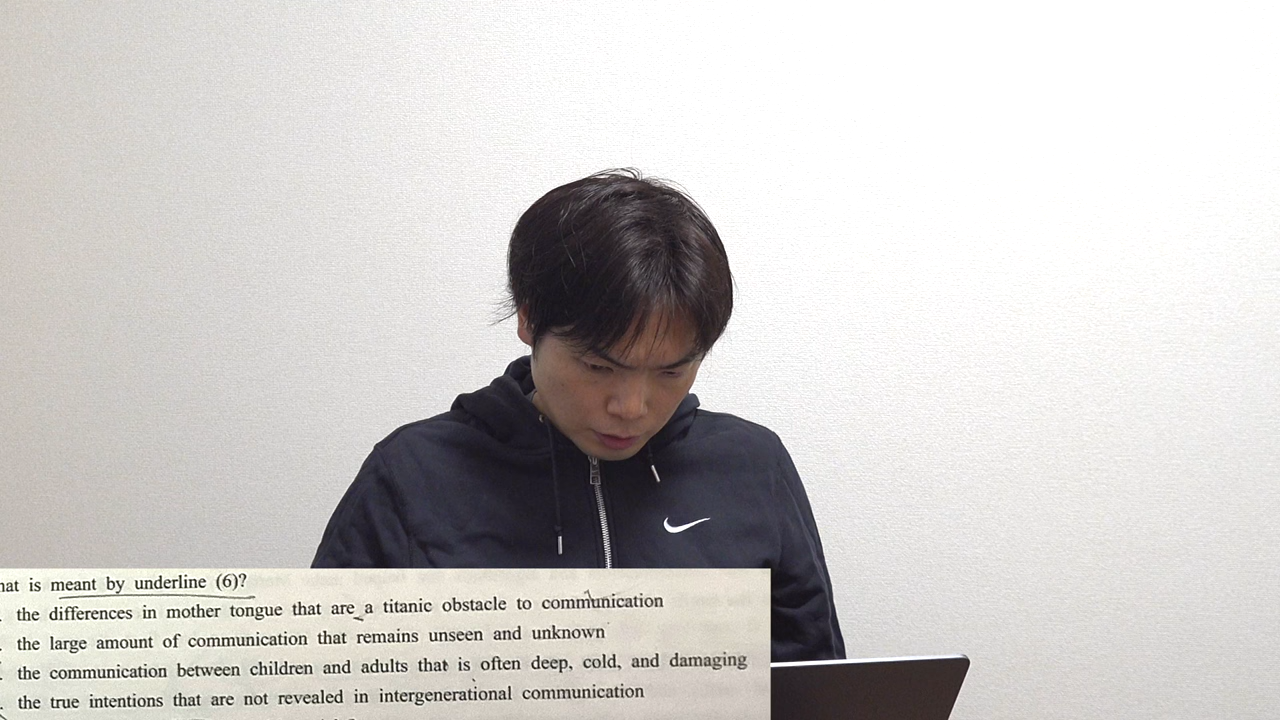 hat is meant by underline (6)?
the differences in mother tongue that are a titanic obstacle to communication
the large amount of communication that remains unseen and unknown
the communication between children and adults that is often deep, cold, and damaging
the true intentions that are not revealed in intergenerational communication